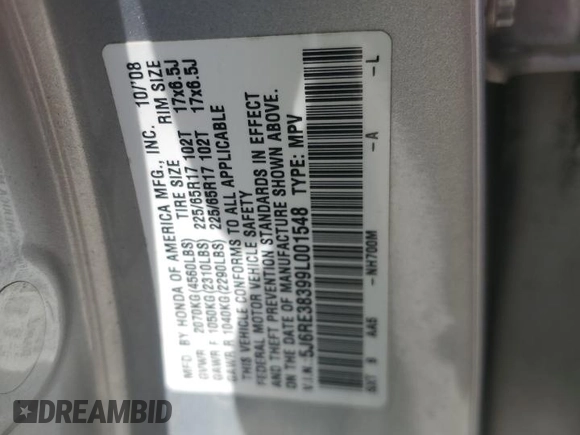 MFD. BY HONDA OF AMERICA MFG., INC. 10/'08
TIRE SIZE RIM SIZE
GVWR 2070KG(4560LBS) 225/65R17 102T 17x6.5J
GAWR F 1050KG(2310LBS) 225/65R17 102T 17x6.5J
GAWR R 1040KG(2290LBS)
THIS VEHICLE CONFORMS TO ALL APPLICABLE
FEDERAL MOTOR VEHICLE SAFETY
AND THEFT PREVENTION STANDARDS IN EFFECT
ON THE DATE OF MANUFACTURE SHOWN ABOVE.
V.I.N. 5J6RE38399L001548 TYPE: MPV
AA6 -NH700M -A -L
DREAMBID